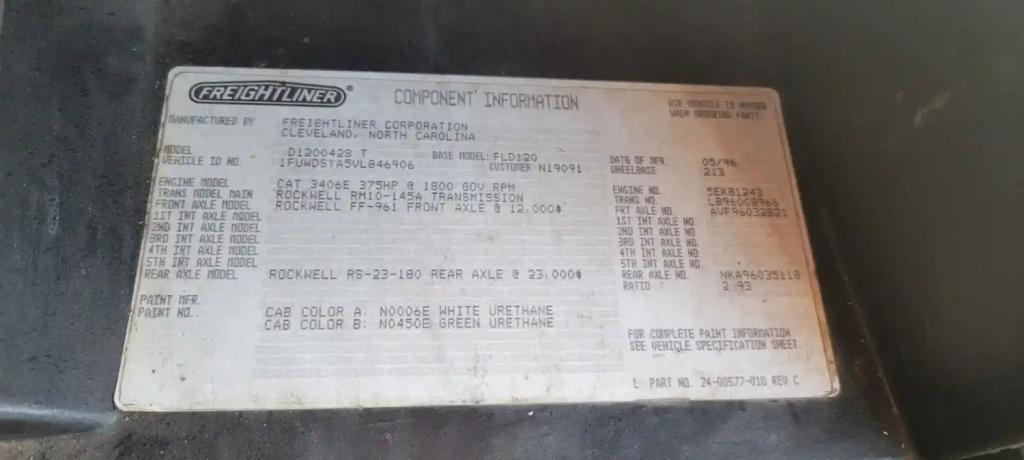 FREIGHTLINER COMPONENT INFORMATION USE VEHICLE ID NUMBER
WHEN ORDERING PARTS.
MANUFACTURED BY FREIGHTLINER CORPORATION
CLEVELAND, NORTH CAROLINA
MODEL D120042S T BASE MODEL: FLD120 DATE OF MFR. 05/96
VEHICLE ID NO. 1FUWDSYA5VL846906 CUSTOMER: N19091 WHEELBASE 213
ENGINE MODEL CAT 3406E 375HP @ 1800 GOV RPM ENGINE NO. 5EK81243
TRANS MODEL MAIN ROCKWELL RM10-145A TRANSMISSION TRANS NO. LB96008966
FRONT AXLE MODEL ROCKWELL FF-961 FRONT AXLE @ 12,000# FRT AXLE NO. AVF96032821
1ST INT AXLE MODEL 1ST INT AXLE NO.
2ND INT AXLE MODEL 2ND INT AXLE NO.
3RD INT AXLE MODEL 3RD INT AXLE NO.
4TH INT AXLE MODEL 4TH INT AXLE NO.
5TH INT AXLE MODEL 5TH INT AXLE NO.
REAR AXLE MODEL ROCKWELL RS-23-180 REAR AXLE @ 23,000# REAR AXLE NO. NKA96035118
RATIO 2.93
PAINT MFR.
PAINT NO. CAB COLOR A: N0006E WHITE URETHANE
CAB COLOR B: N0450E GREEN URETHANE
FOR COMPLETE PAINT INFORMATION
SEE VEHICLE SPECIFICATION SHEET.
L PART NO. 24-00577-010 REV C